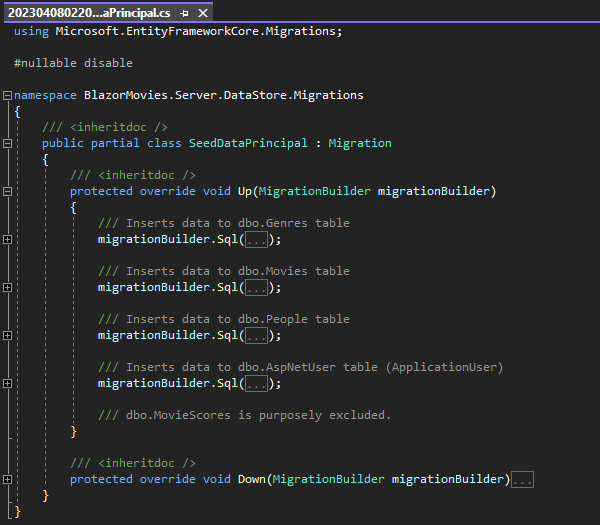 202304080220...aPrincipal.cs
using Microsoft.EntityFrameworkCore.Migrations;
#nullable disable
namespace BlazorMovies.Server.DataStore.Migrations
{
/// <inheritdoc />
public partial class SeedDataPrincipal : Migration
{
/// <inheritdoc />
protected override void Up(MigrationBuilder migrationBuilder)
{
/// Inserts data to dbo.Genres table
migrationBuilder.Sql(...);
/// Inserts data to dbo.Movies table
migrationBuilder.Sql(...);
/// Inserts data to dbo.People table
migrationBuilder.Sql(...);
/// Inserts data to dbo.AspNetUser table (ApplicationUser)
migrationBuilder.Sql(...);
/// dbo.MovieScores is purposely excluded.
}
/// <inheritdoc />
protected override void Down(MigrationBuilder migrationBuilder)...
}
}